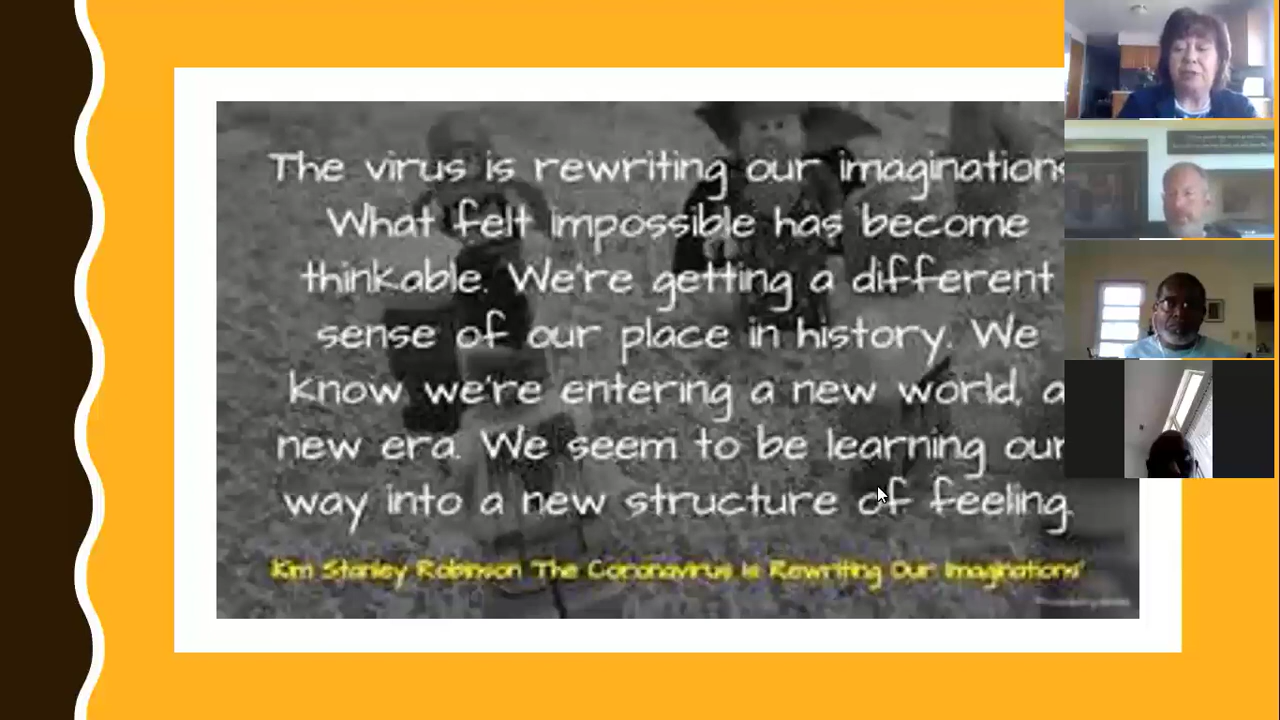 The virus is rewriting our imaginations
What felt impossible has become
thinkable. We're getting a different
sense of our place in history. We
know we're entering a new world, a
new era. We seem to be learning our
way into a new structure of feeling.
Kim Stanley Robinson The Coronavirus Is Rewriting Our Imaginations'